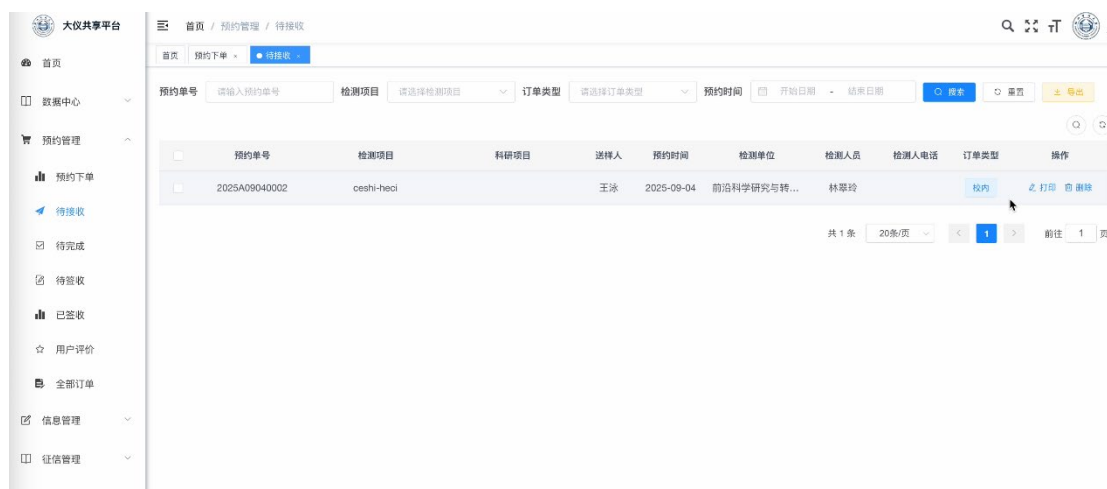 大仪共享平台
首页 / 预约管理 / 待接收
首页 预约下单 × 待接收 ×
首页
数据中心
预约管理
预约下单
待接收
待完成
待签收
已签收
用户评价
全部订单
信息管理
征信管理
预约单号 请输入预约单号 检测项目 请选择检测项目 订单类型 请选择订单类型 预约时间 开始日期 - 结束日期 搜索 重置 导出
预约单号 检测项目 科研项目 送样人 预约时间 检测单位 检测人员 检测人电话 订单类型 操作
2025A09040002 ceshi-heci 王泳 2025-09-04 前沿科学研究与转... 林翠玲 校内 打印 删除
共 1 条 20条/页 < 1 > 前往 1 页